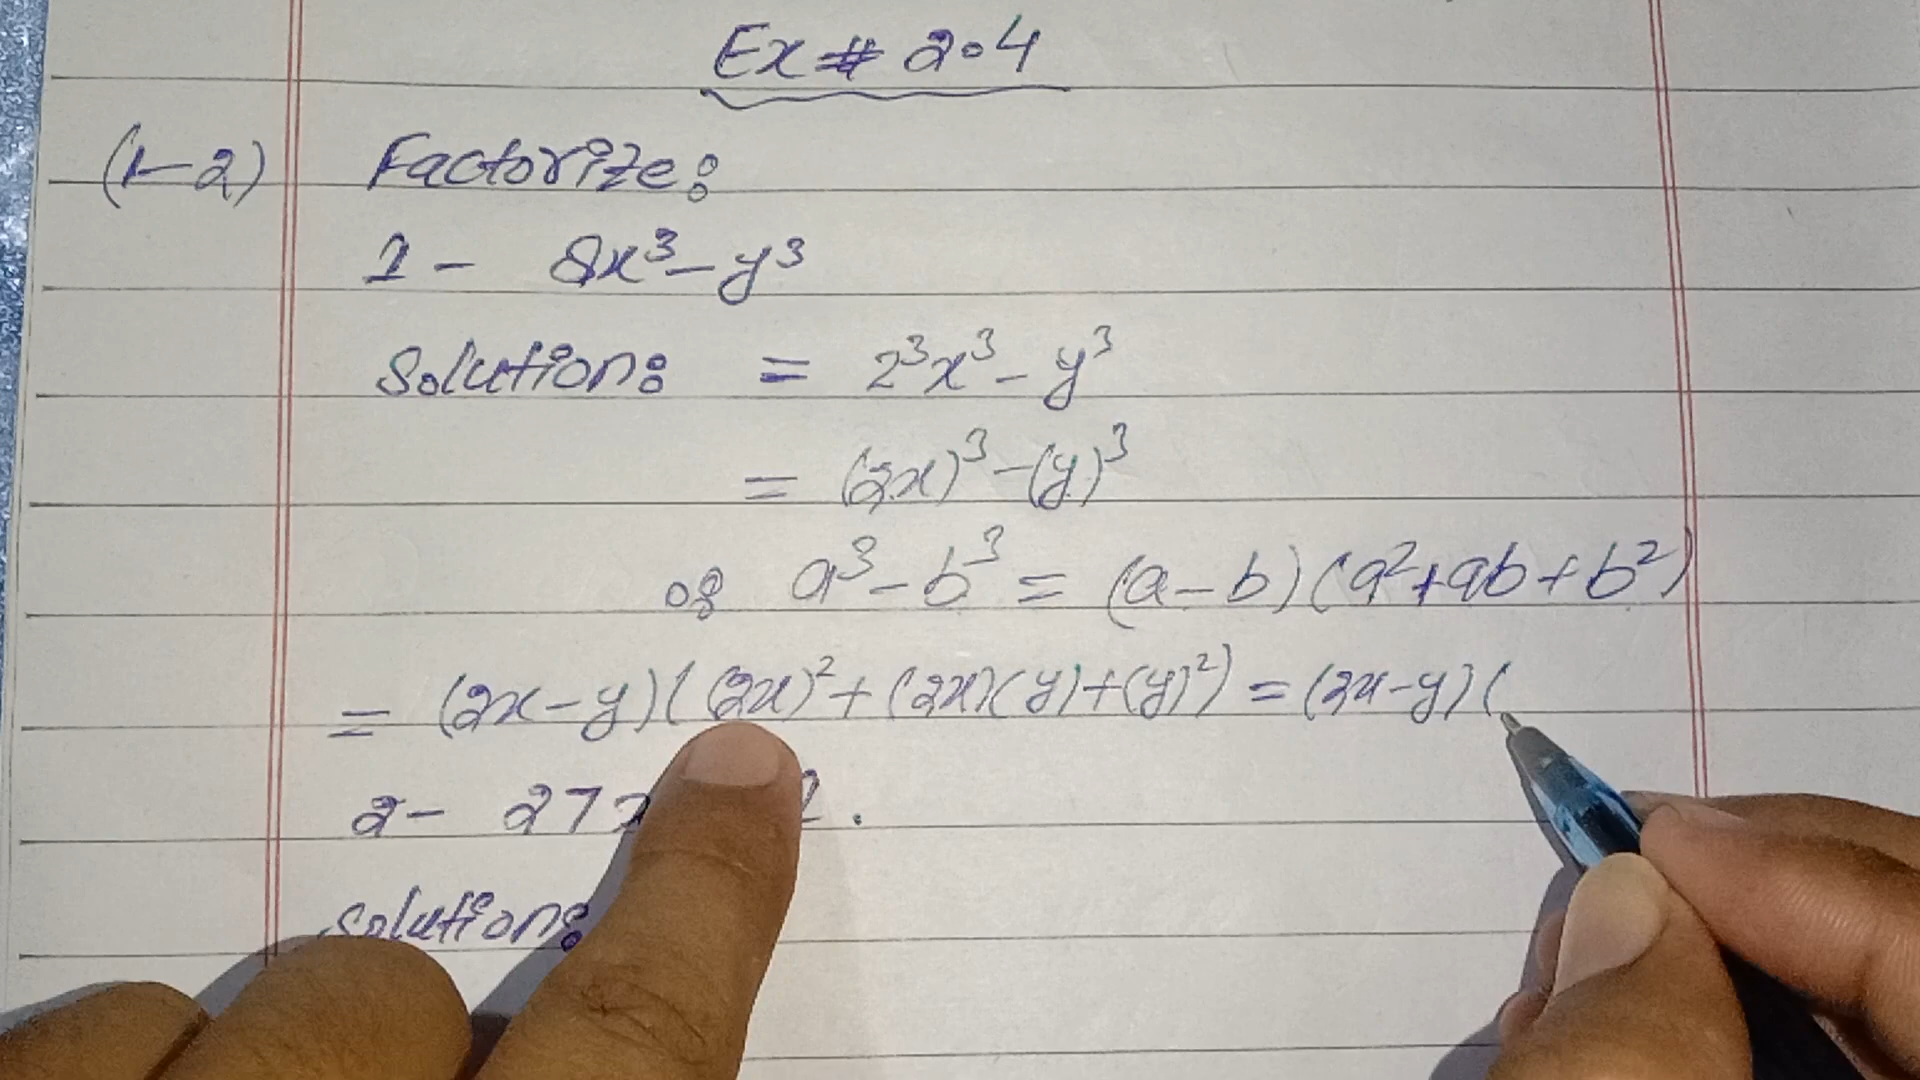 Ex # 2.4
(1-2) Factorize:
1- 8x³-y³
Solution: = 2³x³-y³
= (2x)³-(y)³
a³-b³ = (a-b)(a²+ab+b²)
= (2x-y)((2x)²+(2x)(y)+(y)²) = (2x-y)(
2- 27x
Solution: